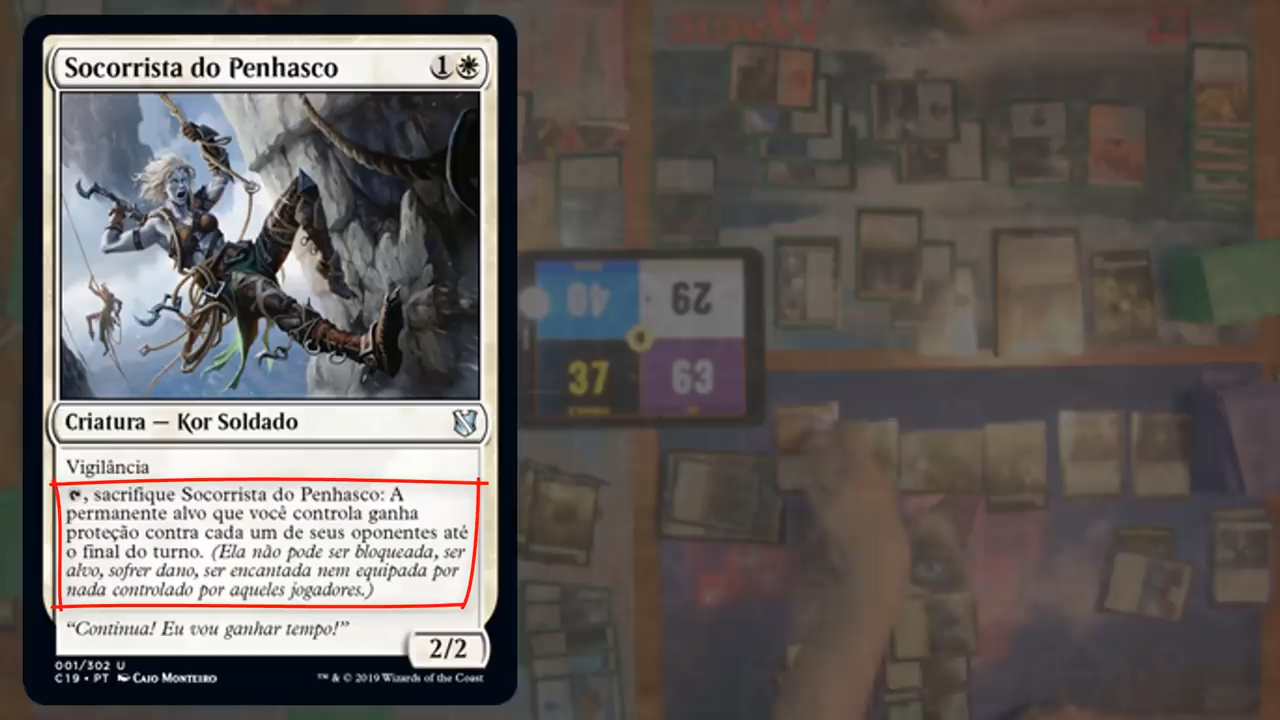 Socorrista do Penhasco 1
Criatura — Kor Soldado
Vigilância
, sacrifique Socorrista do Penhasco: A
permanente alvo que você controla ganha
proteção contra cada um de seus oponentes até
o final do turno. (Ela não pode ser bloqueada, ser
alvo, sofrer dano, ser encantada nem equipada por
nada controlado por aqueles jogadores.)
“Continua! Eu vou ganhar tempo!”
2/2
001/302 U
C19 • PT Caio Monteiro
™ & © 2019 Wizards of the Coast
40 29
37 63